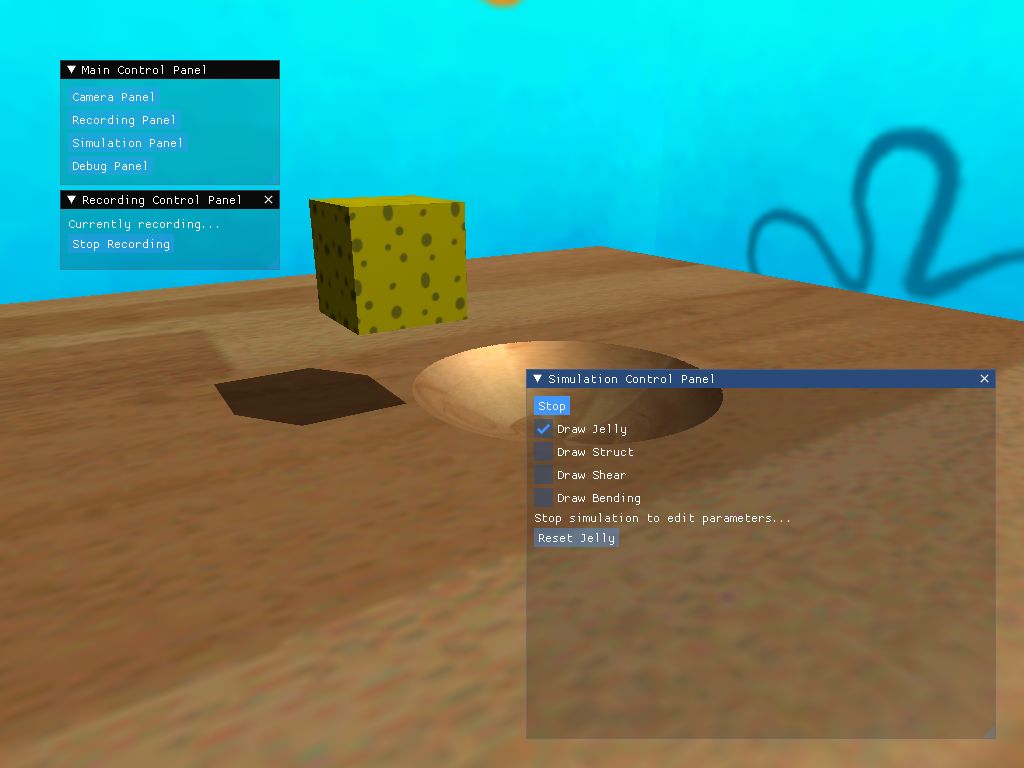 Main Control Panel
Camera Panel
Recording Panel
Simulation Panel
Debug Panel
Recording Control Panel
Currently recording...
Stop Recording
Simulation Control Panel
Stop
Draw Jelly
Draw Struct
Draw Shear
Draw Bending
Stop simulation to edit parameters...
Reset Jelly